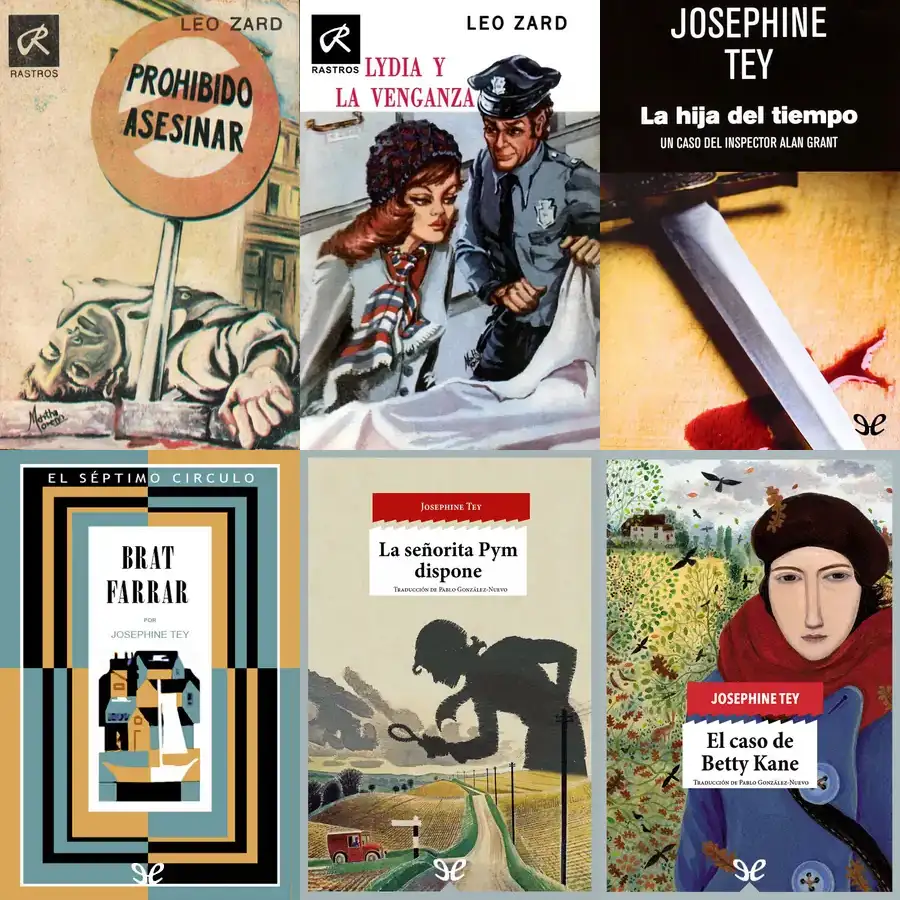 RASTROS
LEO ZARD
PROHIBIDO
ASESINAR
RASTROS
LEO ZARD
LYDIA Y
LA VENGANZA
JOSEPHINE
TEY
La hija del tiempo
UN CASO DEL INSPECTOR ALAN GRANT
EL SÉPTIMO CIRCULO
BRAT
FARRAR
POR
JOSEPHINE TEY
JOSEPHINE TEY
La señorita Pym
dispone
TRADUCCIÓN DE PABLO GONZÁLEZ-NUEVO
JOSEPHINE TEY
El caso de
Betty Kane
TRADUCCIÓN DE PABLO GONZÁLEZ-NUEVO